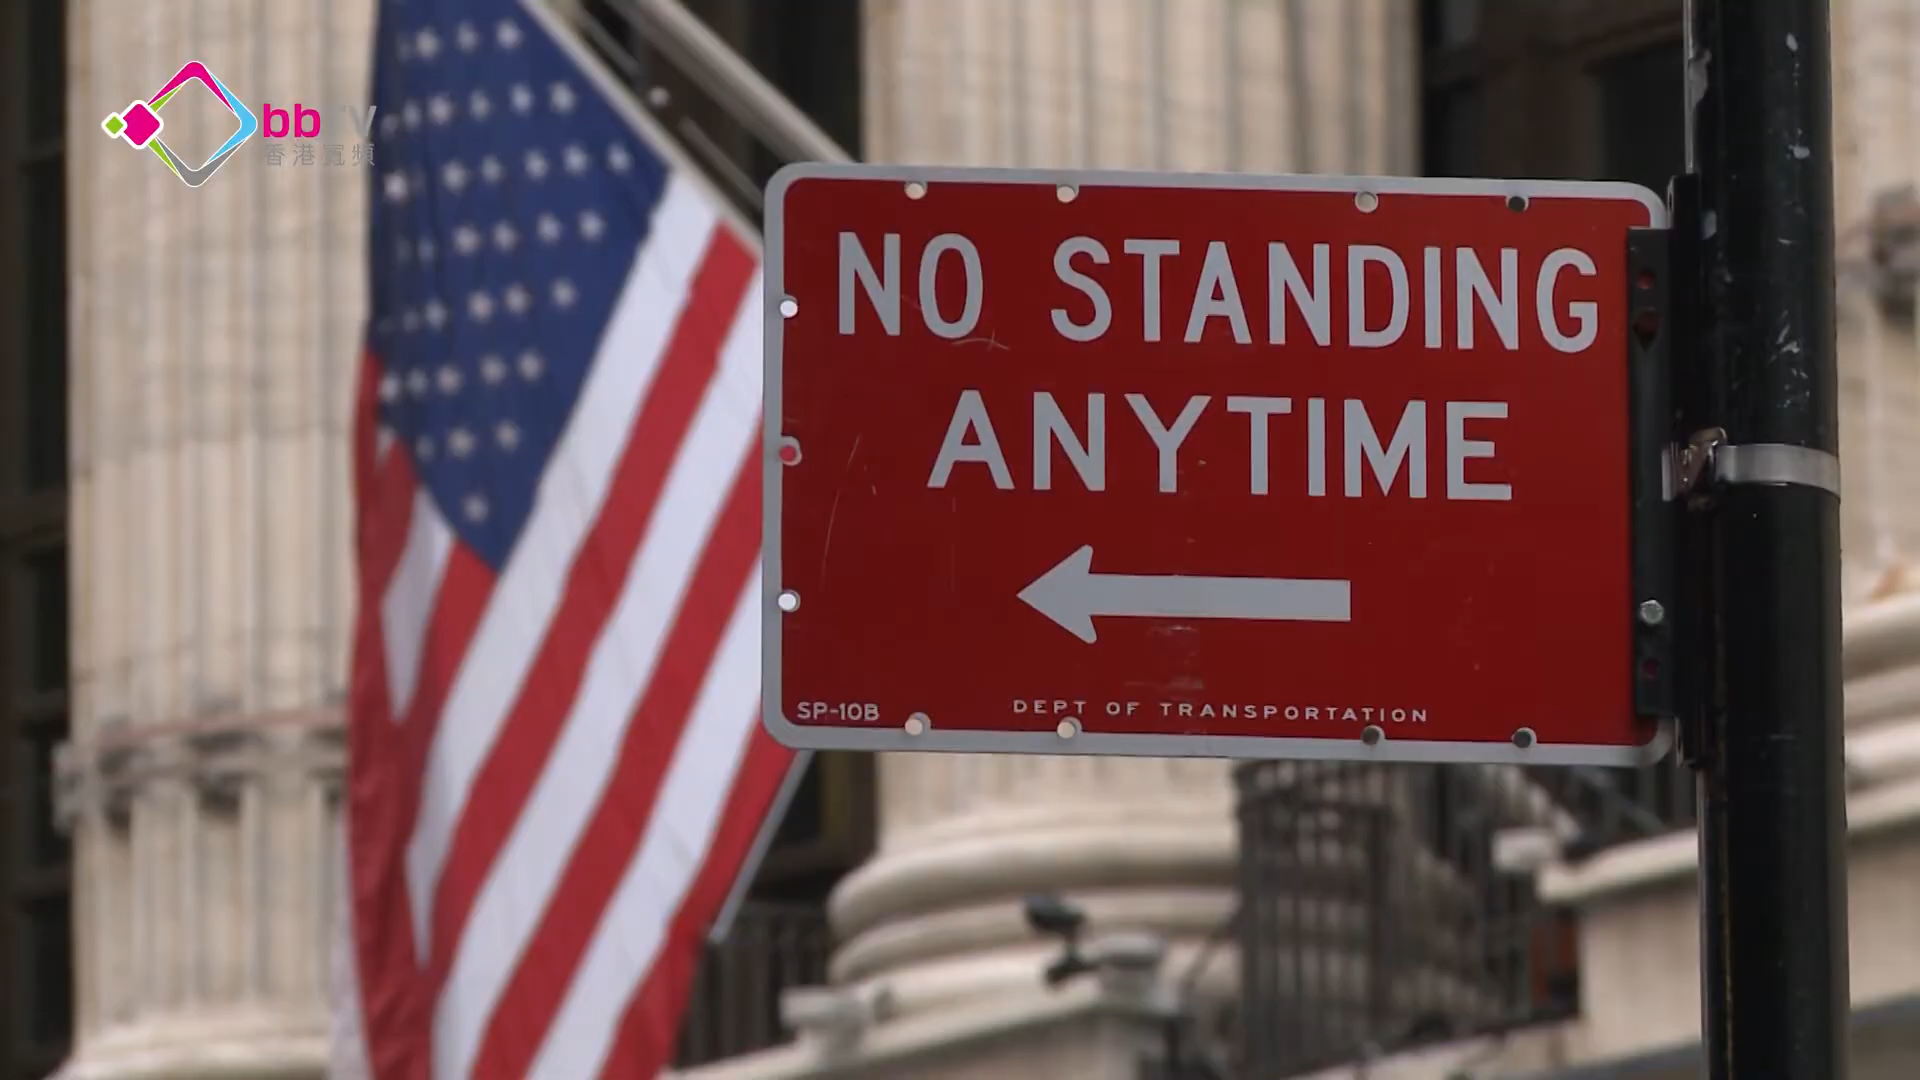 bbTV
香港寬頻
NO STANDING
ANYTIME
SP-10B
DEPT OF TRANSPORTATION